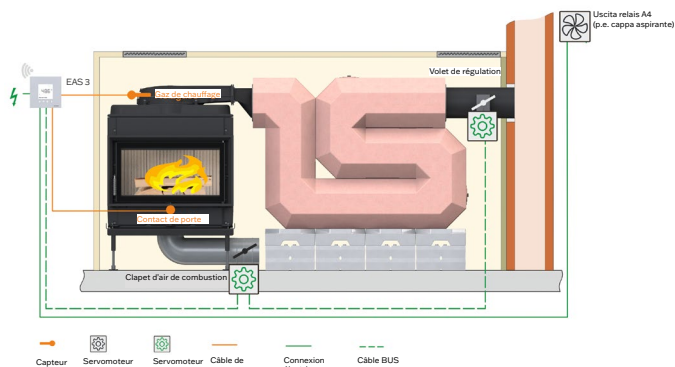 Uscita relais A4
(p.e. cappa aspirante)
Volet de régulation
EAS 3
Gaz de chauffage
Contact de porte
Clapet d'air de combustion
Capteur
Servomoteur
Servomoteur
Câble de
Connexion
Câble BUS